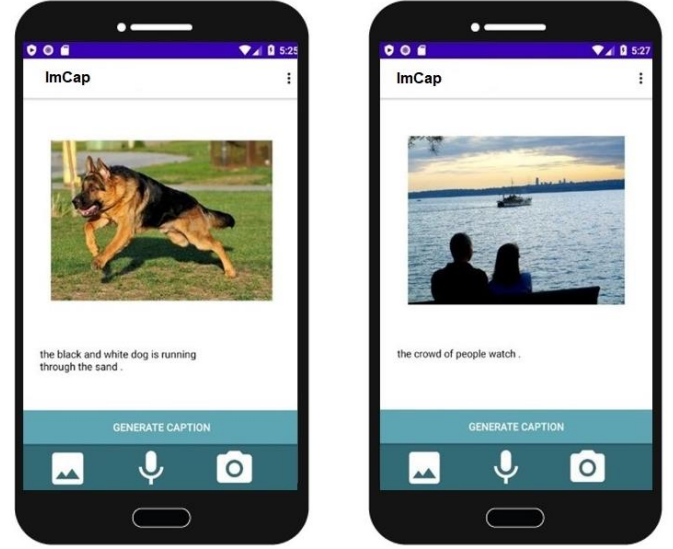 5:25
ImCap
the black and white dog is running
through the sand .
GENERATE CAPTION
5:27
ImCap
the crowd of people watch .
GENERATE CAPTION